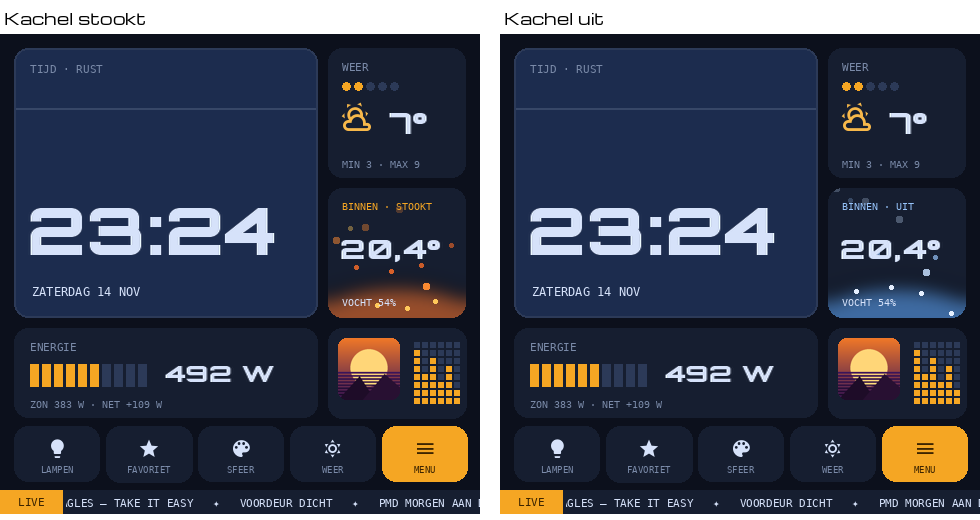 Kachel stookt
TIJD · RUST
23:24
ZATERDAG 14 NOV
WEER
7°
MIN 3 · MAX 9
BINNEN · STOOKT
20,4°
VOCHT 54%
ENERGIE
492 W
ZON 383 W · NET +109 W
LAMPEN
FAVORIET
SFEER
WEER
MENU
LIVE
GLES — TAKE IT EASY ✦ VOORDEUR DICHT ✦ PMD MORGEN AAN
Kachel uit
TIJD · RUST
23:24
ZATERDAG 14 NOV
WEER
7°
MIN 3 · MAX 9
BINNEN · UIT
20,4°
VOCHT 54%
ENERGIE
492 W
ZON 383 W · NET +109 W
LAMPEN
FAVORIET
SFEER
WEER
MENU
LIVE
GLES — TAKE IT EASY ✦ VOORDEUR DICHT ✦ PMD MORGEN AAN